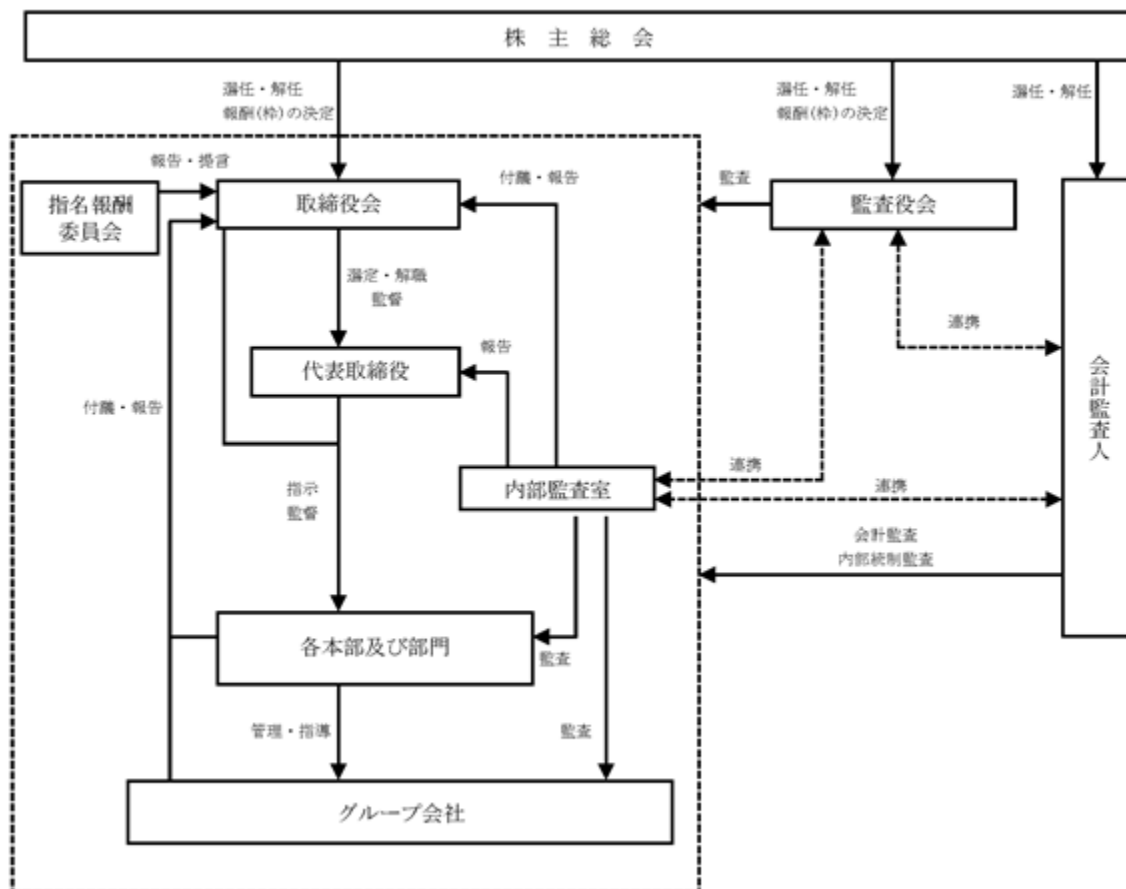 株主総会
選任・解任
報酬(枠)の決定
選任・解任
報酬(枠)の決定
選任・解任
報告・提言
指名報酬
委員会
取締役会
付議・報告
監査
監査役会
選定・解職
監督
連携
代表取締役
報告
会計監査人
付議・報告
指示
監督
内部監査室
連携
連携
会計監査
内部統制監査
各本部及び部門
監査
管理・指導
監査
グループ会社